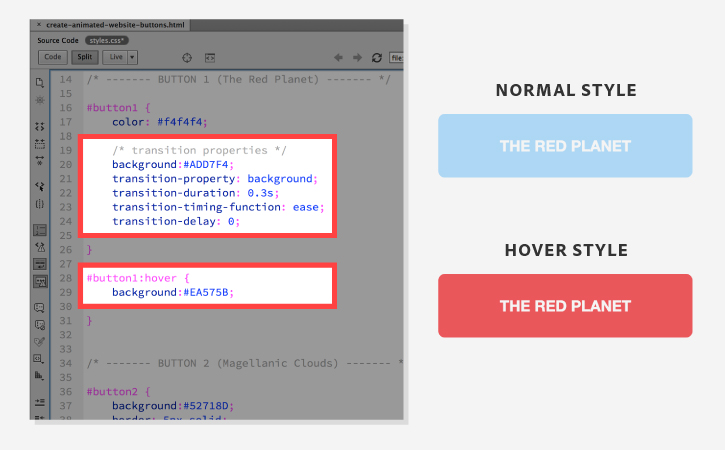 × create-animated-website-buttons.html
Source Code styles.css*
Code Split Live file:
14 /* ------- BUTTON 1 (The Red Planet) ------- */
15
16 #button1 {
17 color: #f4f4f4;
18
19 /* transition properties */
20 background:#ADD7F4;
21 transition-property: background;
22 transition-duration: 0.3s;
23 transition-timing-function: ease;
24 transition-delay: 0;
25
26 }
27
28 #button1:hover {
29 background:#EA575B;
30
31 }
32
33
34 /* ------- BUTTON 2 (Magellanic Clouds) ------- *
35
36 #button2 {
37 background:#52718D;
38 border: 5px solid;
NORMAL STYLE
THE RED PLANET
HOVER STYLE
THE RED PLANET